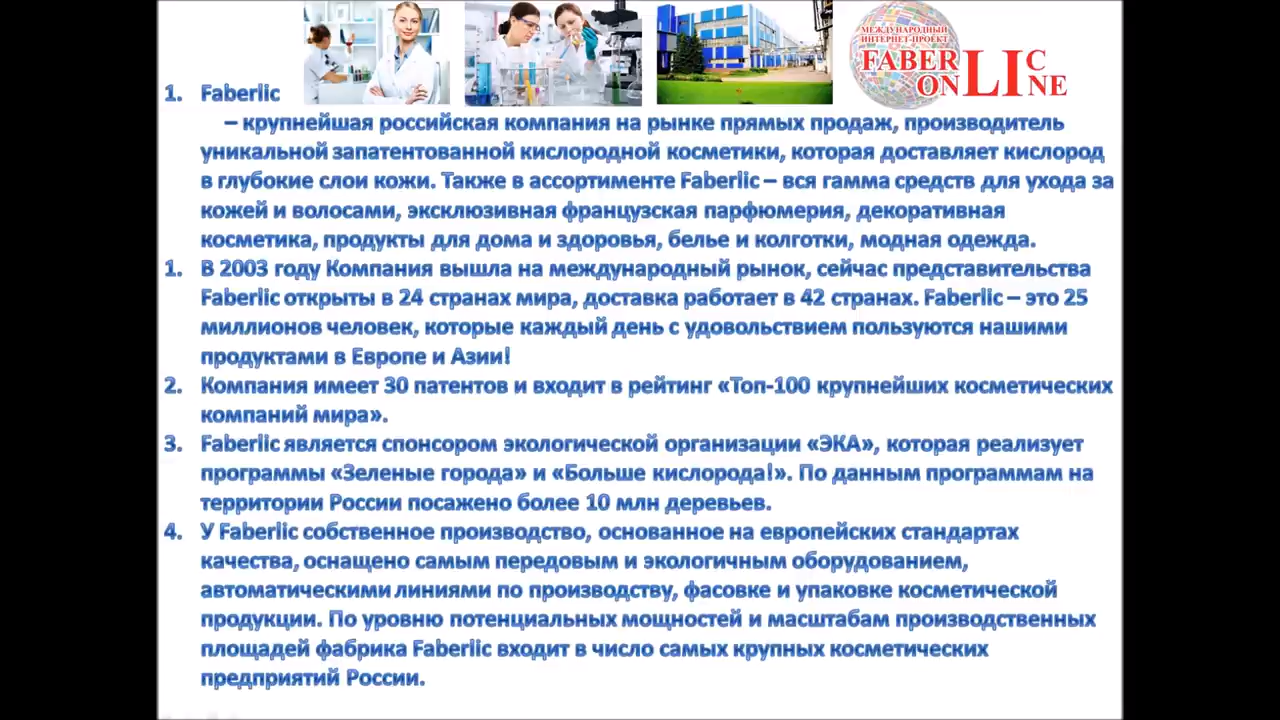 МЕЖДУНАРОДНЫЙ
ИНТЕРНЕТ-ПРОЕКТ
FABERLIC
ONLINE
1. Faberlic
– крупнейшая российская компания на рынке прямых продаж, производитель
уникальной запатентованной кислородной косметики, которая доставляет кислород
в глубокие слои кожи. Также в ассортименте Faberlic – вся гамма средств для ухода за
кожей и волосами, эксклюзивная французская парфюмерия, декоративная
косметика, продукты для дома и здоровья, белье и колготки, модная одежда.
1. В 2003 году Компания вышла на международный рынок, сейчас представительства
Faberlic открыты в 24 странах мира, доставка работает в 42 странах. Faberlic – это 25
миллионов человек, которые каждый день с удовольствием пользуются нашими
продуктами в Европе и Азии!
2. Компания имеет 30 патентов и входит в рейтинг «Топ-100 крупнейших косметических
компаний мира».
3. Faberlic является спонсором экологической организации «ЭКА», которая реализует
программы «Зеленые города» и «Больше кислорода!». По данным программам на
территории России посажено более 10 млн деревьев.
4. У Faberlic собственное производство, основанное на европейских стандартах
качества, оснащено самым передовым и экологичным оборудованием,
автоматическими линиями по производству, фасовке и упаковке косметической
продукции. По уровню потенциальных мощностей и масштабам производственных
площадей фабрика Faberlic входит в число самых крупных косметических
предприятий России.